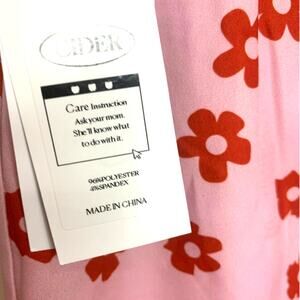 CIDER
Care Instruction
Ask your mom.
She'll know what
to do with it.
96%POLYESTER
4%SPANDEX
MADE IN CHINA